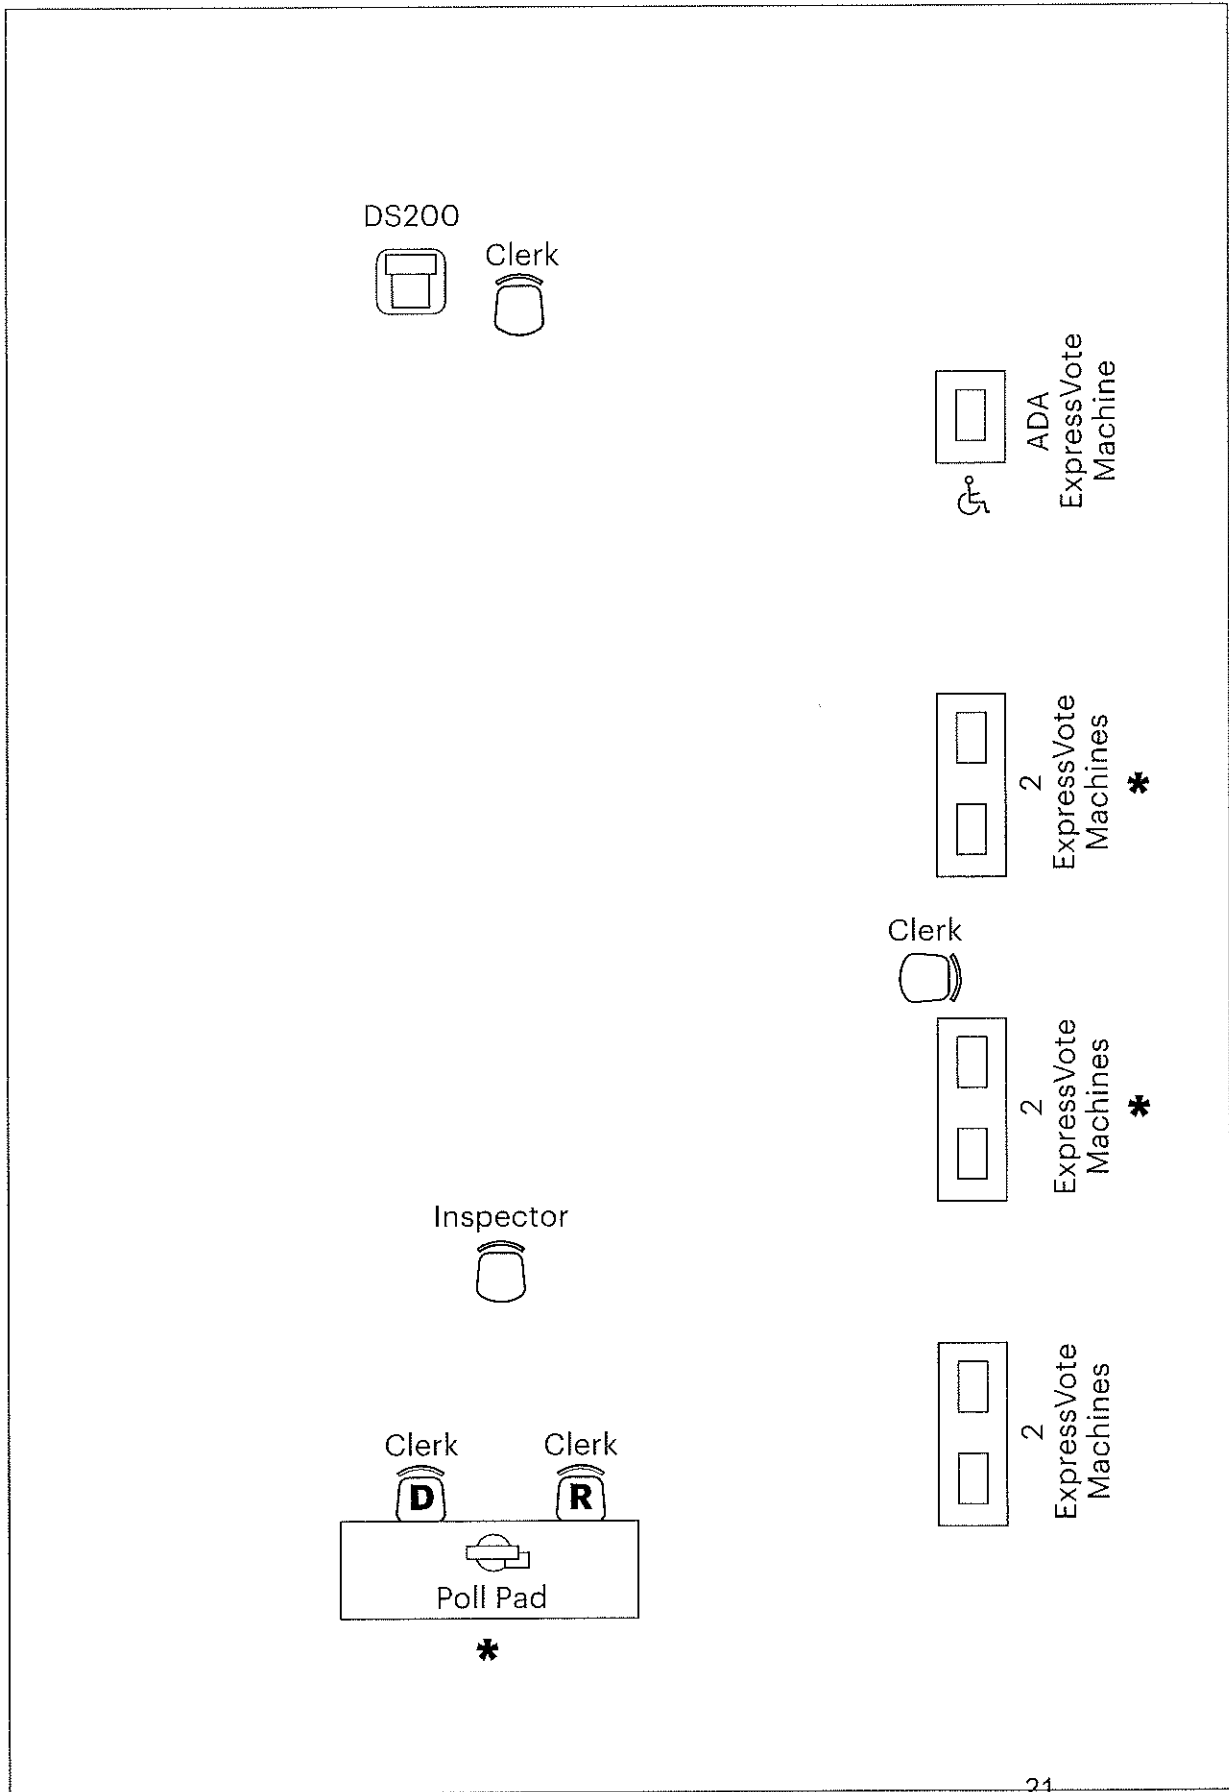 DS200
Clerk
ADA
ExpressVote
Machine
2
ExpressVote
Machines
*
Clerk
2
ExpressVote
Machines
*
Inspector
2
ExpressVote
Machines
Clerk
Clerk
D
R
Poll Pad
*
21